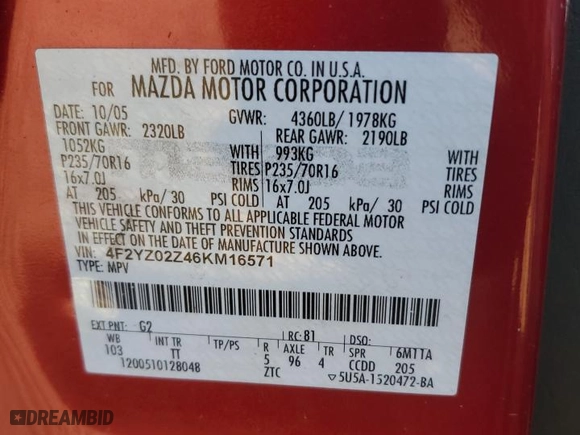 MFD. BY FORD MOTOR CO. IN U.S.A.
FOR MAZDA MOTOR CORPORATION
DATE: 10/05 GVWR: 4360LB/ 1978KG
FRONT GAWR: 2320LB REAR GAWR: 2190LB
1052KG WITH 993KG WITH
P235/70R16 TIRES P235/70R16 TIRES
16x7.0J RIMS 16x7.0J RIMS
AT 205 kPa/ 30 PSI COLD AT 205 kPa/ 30 PSI COLD
THIS VEHICLE CONFORMS TO ALL APPLICABLE FEDERAL MOTOR
VEHICLE SAFETY AND THEFT PREVENTION STANDARDS
IN EFFECT ON THE DATE OF MANUFACTURE SHOWN ABOVE.
VIN: 4F2YZ02Z46KM16571
TYPE: MPV
EXT PNT: G2 RC: 81 DSO:
WB INT TR TP/PS R AXLE TR SPR 6M11A
103 TT 5 96 4 CCDD 205
1200510128048 ZTC ▽5U5A-1520472-BA
DREAMBID